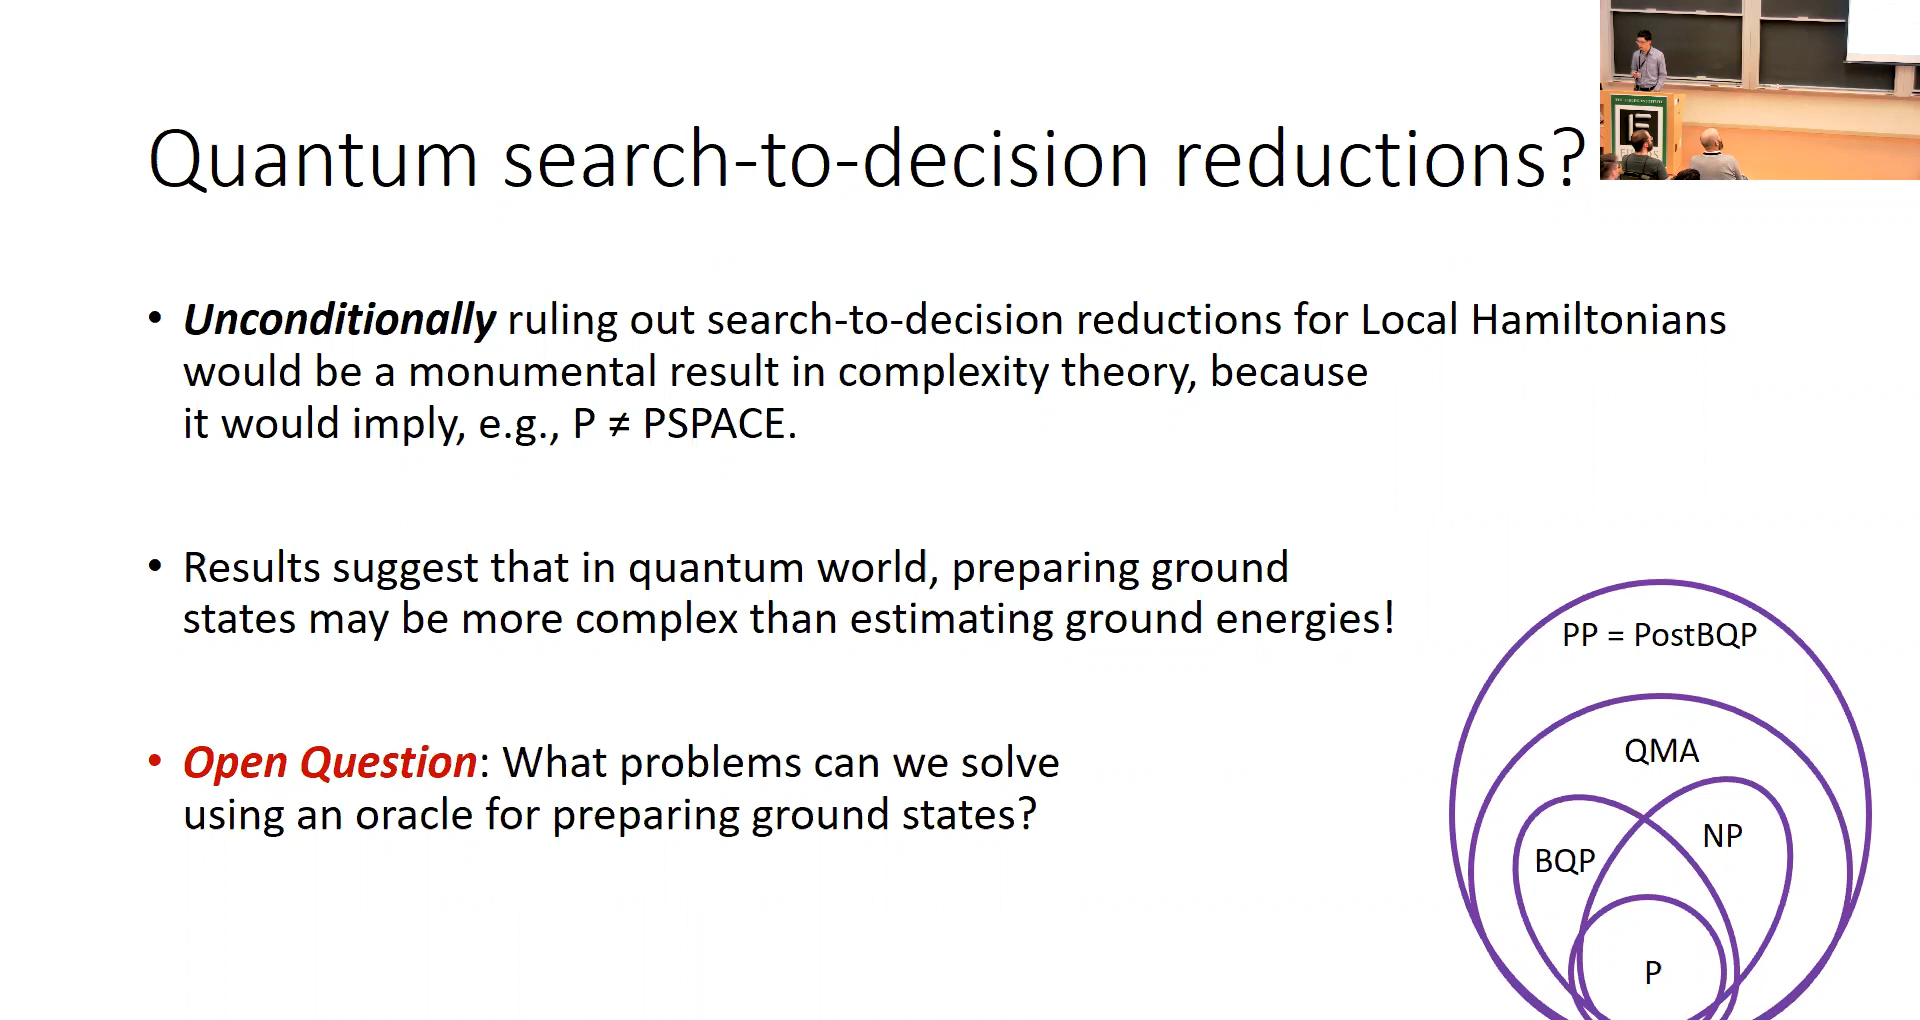 Quantum search-to-decision reductions?
• Unconditionally ruling out search-to-decision reductions for Local Hamiltonians
would be a monumental result in complexity theory, because
it would imply, e.g., P ≠ PSPACE.
• Results suggest that in quantum world, preparing ground
states may be more complex than estimating ground energies!
• Open Question: What problems can we solve
using an oracle for preparing ground states?
PP = PostBQP
QMA
NP
BQP
P